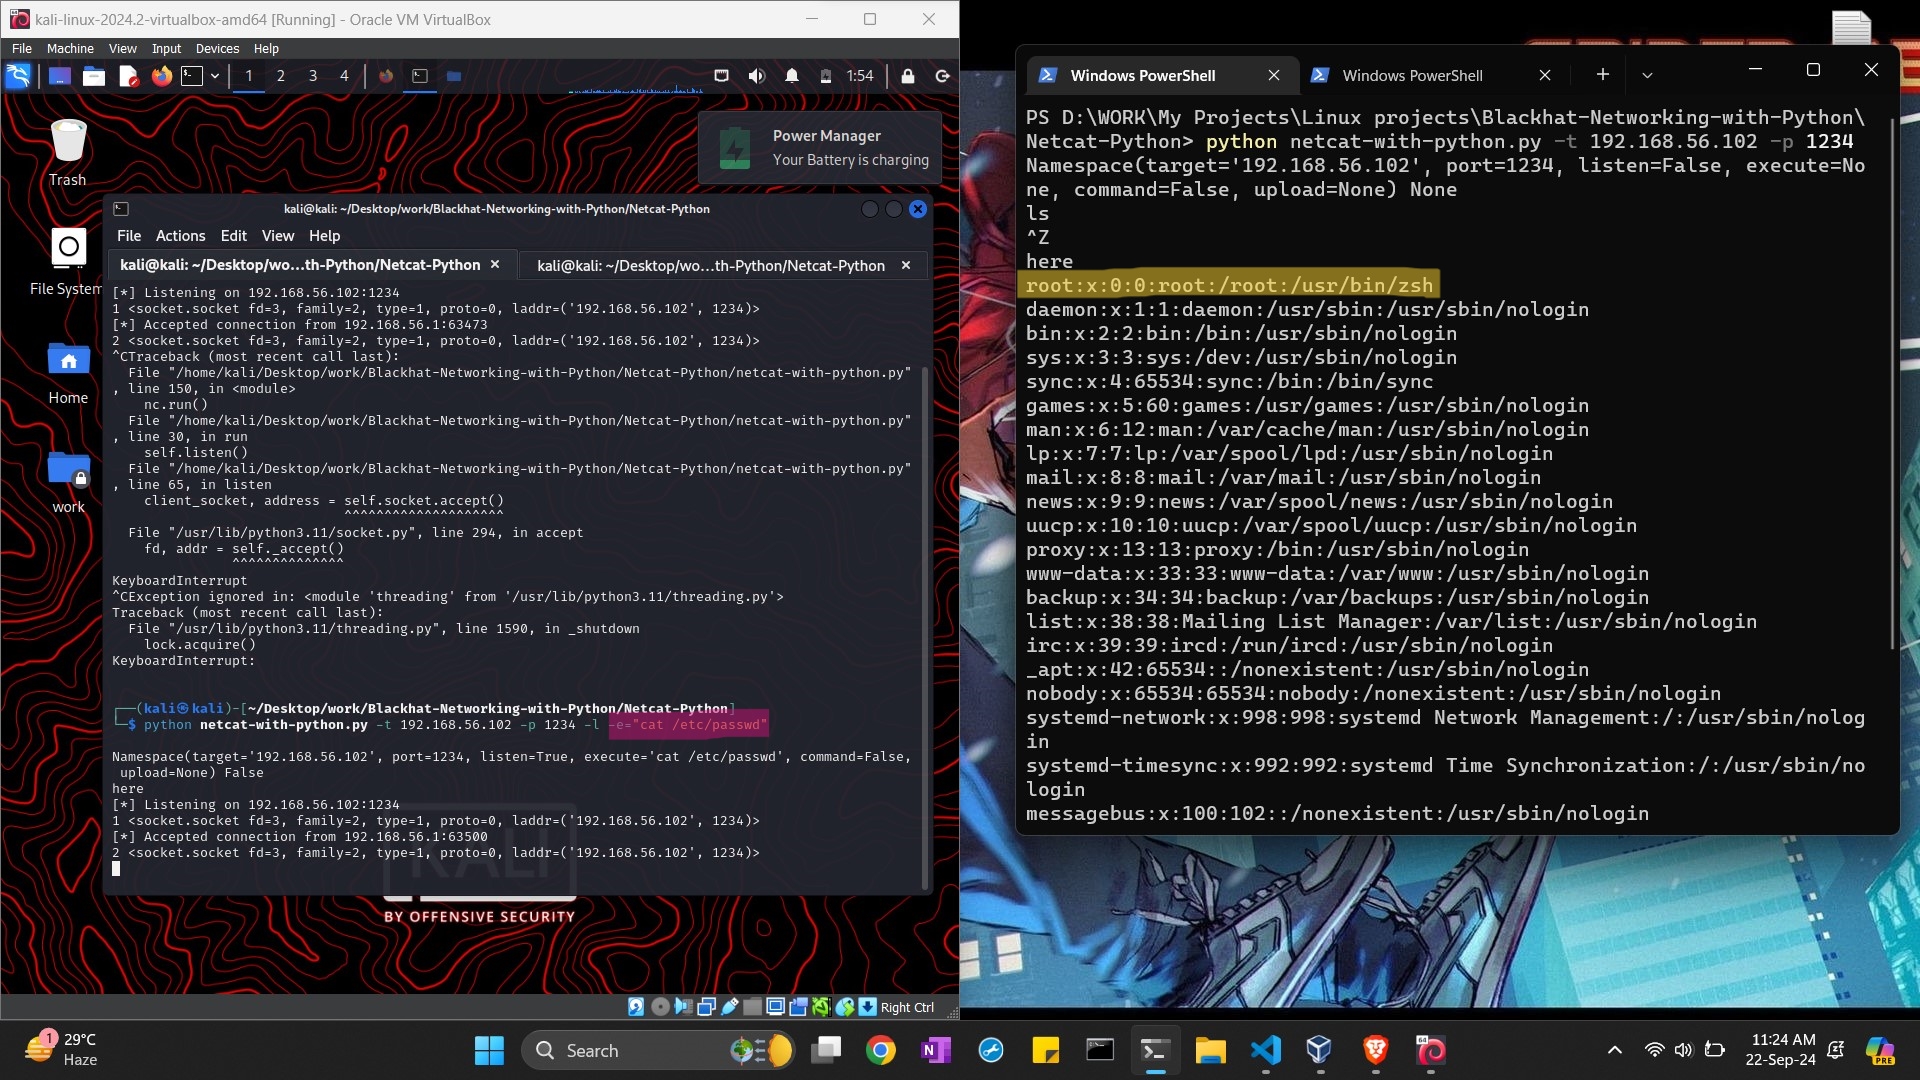 kali-linux-2024.2-virtualbox-amd64 [Running] - Oracle VM VirtualBox
File Machine View Input Devices Help
1 2 3 4
1:54
Trash
File System
Home
work
Power Manager
Your Battery is charging
kali@kali: ~/Desktop/work/Blackhat-Networking-with-Python/Netcat-Python
File Actions Edit View Help
kali@kali: ~/Desktop/wo...th-Python/Netcat-Python
kali@kali: ~/Desktop/wo...th-Python/Netcat-Python
[*] Listening on 192.168.56.102:1234
1 <socket.socket fd=3, family=2, type=1, proto=0, laddr=('192.168.56.102', 1234)>
[*] Accepted connection from 192.168.56.1:63473
2 <socket.socket fd=3, family=2, type=1, proto=0, laddr=('192.168.56.102', 1234)>
^CTraceback (most recent call last):
File "/home/kali/Desktop/work/Blackhat-Networking-with-Python/Netcat-Python/netcat-with-python.py"
, line 150, in <module>
nc.run()
File "/home/kali/Desktop/work/Blackhat-Networking-with-Python/Netcat-Python/netcat-with-python.py"
, line 30, in run
self.listen()
File "/home/kali/Desktop/work/Blackhat-Networking-with-Python/Netcat-Python/netcat-with-python.py"
, line 65, in listen
client_socket, address = self.socket.accept()
^^^^^^^^^^^^^^^^^^^^
File "/usr/lib/python3.11/socket.py", line 294, in accept
fd, addr = self._accept()
^^^^^^^^^^^^^^
KeyboardInterrupt
^CException ignored in: <module 'threading' from '/usr/lib/python3.11/threading.py'>
Traceback (most recent call last):
File "/usr/lib/python3.11/threading.py", line 1590, in _shutdown
lock.acquire()
KeyboardInterrupt:
┌──(kali㉿kali)-[~/Desktop/work/Blackhat-Networking-with-Python/Netcat-Python]
└─$ python netcat-with-python.py -t 192.168.56.102 -p 1234 -l -e="cat /etc/passwd"
Namespace(target='192.168.56.102', port=1234, listen=True, execute='cat /etc/passwd', command=False,
upload=None) False
here
[*] Listening on 192.168.56.102:1234
1 <socket.socket fd=3, family=2, type=1, proto=0, laddr=('192.168.56.102', 1234)>
[*] Accepted connection from 192.168.56.1:63500
2 <socket.socket fd=3, family=2, type=1, proto=0, laddr=('192.168.56.102', 1234)>
KALI
BY OFFENSIVE SECURITY
Right Ctrl
Windows PowerShell
Windows PowerShell
PS D:\WORK\My Projects\Linux projects\Blackhat-Networking-with-Python\
Netcat-Python> python netcat-with-python.py -t 192.168.56.102 -p 1234
Namespace(target='192.168.56.102', port=1234, listen=False, execute=No
ne, command=False, upload=None) None
ls
^Z
here
root:x:0:0:root:/root:/usr/bin/zsh
daemon:x:1:1:daemon:/usr/sbin:/usr/sbin/nologin
bin:x:2:2:bin:/bin:/usr/sbin/nologin
sys:x:3:3:sys:/dev:/usr/sbin/nologin
sync:x:4:65534:sync:/bin:/bin/sync
games:x:5:60:games:/usr/games:/usr/sbin/nologin
man:x:6:12:man:/var/cache/man:/usr/sbin/nologin
lp:x:7:7:lp:/var/spool/lpd:/usr/sbin/nologin
mail:x:8:8:mail:/var/mail:/usr/sbin/nologin
news:x:9:9:news:/var/spool/news:/usr/sbin/nologin
uucp:x:10:10:uucp:/var/spool/uucp:/usr/sbin/nologin
proxy:x:13:13:proxy:/bin:/usr/sbin/nologin
www-data:x:33:33:www-data:/var/www:/usr/sbin/nologin
backup:x:34:34:backup:/var/backups:/usr/sbin/nologin
list:x:38:38:Mailing List Manager:/var/list:/usr/sbin/nologin
irc:x:39:39:ircd:/run/ircd:/usr/sbin/nologin
_apt:x:42:65534::/nonexistent:/usr/sbin/nologin
nobody:x:65534:65534:nobody:/nonexistent:/usr/sbin/nologin
systemd-network:x:998:998:systemd Network Management:/:/usr/sbin/nolog
in
systemd-timesync:x:992:992:systemd Time Synchronization:/:/usr/sbin/no
login
messagebus:x:100:102::/nonexistent:/usr/sbin/nologin
1
29°C
Haze
Search
64
11:24 AM
22-Sep-24
PRE